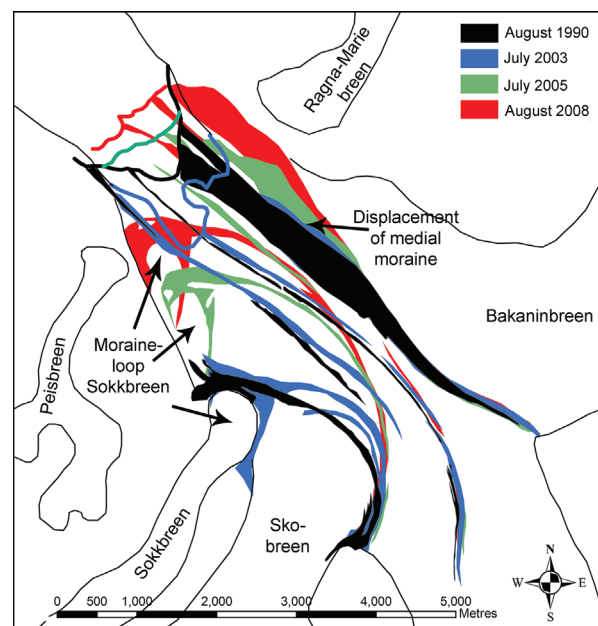 August 1990
July 2003
July 2005
August 2008
Ragna-Marie
breen
Displacement
of medial
moraine
Bakaninbreen
Peisbreen
Moraine-
loop
Sokkbreen
Sokkbreen
Sko-
breen
N
W E
S
0 500 1,000 2,000 3,000 4,000 5,000
Metres